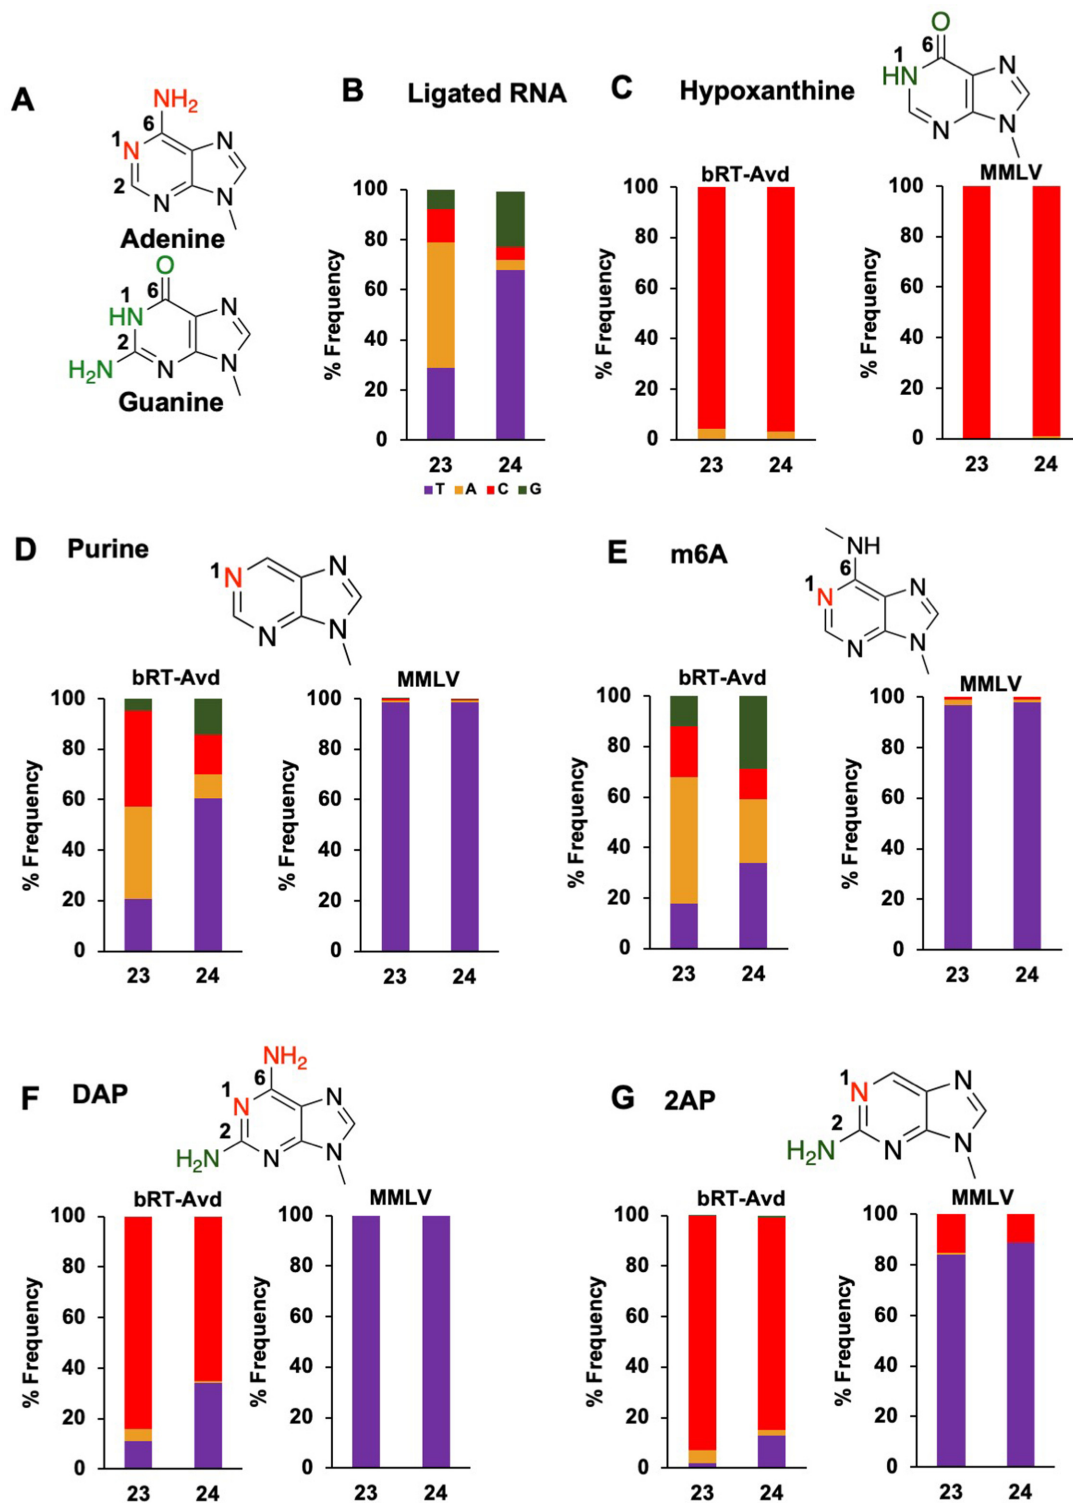 A
NH2
6
1
N
N
2
N
N
Adenine
O
1
6
HN
N
2
H2N
N
N
Guanine
B Ligated RNA
% Frequency
100
80
60
40
20
0
23 24
T A C G
C Hypoxanthine
O
1
6
HN
N
N
N
bRT-Avd
% Frequency
100
80
60
40
20
0
23 24
MMLV
% Frequency
100
80
60
40
20
0
23 24
D Purine
1
N
N
N
N
bRT-Avd
% Frequency
100
80
60
40
20
0
23 24
MMLV
% Frequency
100
80
60
40
20
0
23 24
E m6A
NH
6
1
N
N
N
N
bRT-Avd
% Frequency
100
80
60
40
20
0
23 24
MMLV
% Frequency
100
80
60
40
20
0
23 24
F DAP
NH2
6
1
N
N
2
H2N
N
N
bRT-Avd
% Frequency
100
80
60
40
20
0
23 24
MMLV
% Frequency
100
80
60
40
20
0
23 24
G 2AP
1
N
N
2
H2N
N
N
bRT-Avd
% Frequency
100
80
60
40
20
0
23 24
MMLV
% Frequency
100
80
60
40
20
0
23 24